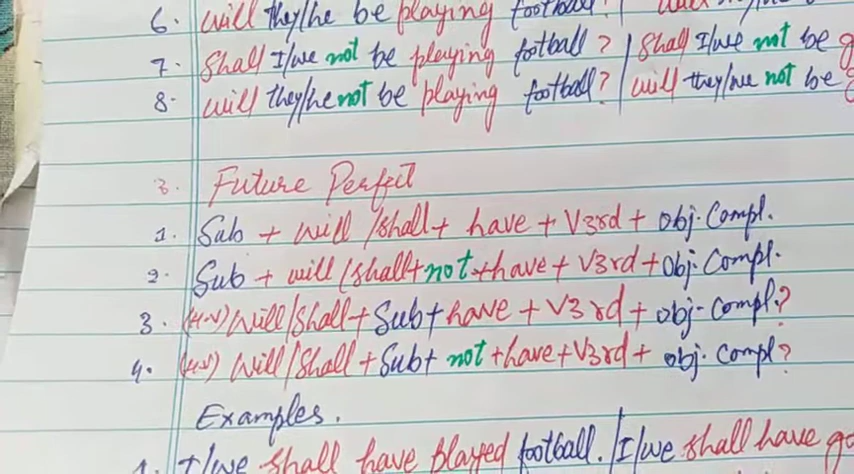 6. will they/he be playing football?
7. Shall I/we not be playing football? | Shall I/we not be
8. will they/he not be playing football? | will they/we not be
3. Future Perfect
1. Sub + will /shall + have + V3rd + obj. Compl.
2. Sub + will /shall + not + have + V3rd + Obj. Compl.
3. (H.V) Will/Shall + Sub + have + V3rd + obj. Compl.?
4. (H.V) Will/Shall + Sub + not + have + V3rd + obj. Compl?
Examples.
1. I/we shall have played football. | I/we shall have